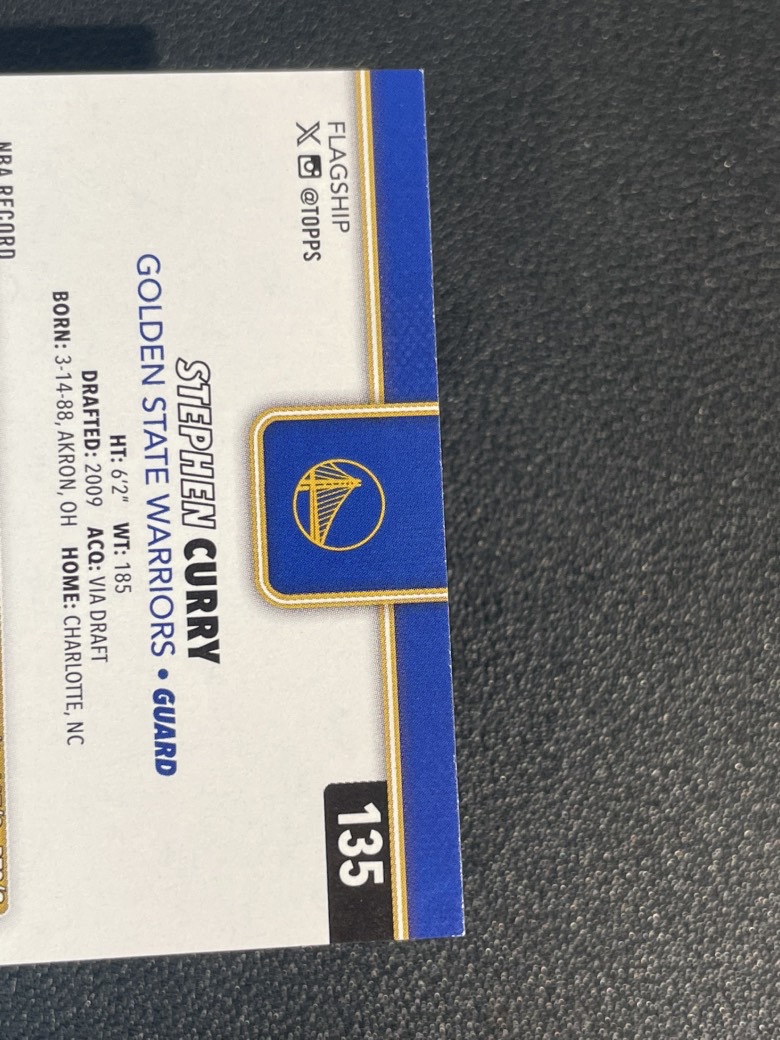 FLAGSHIP
@TOPPS
135
STEPHEN CURRY
GOLDEN STATE WARRIORS • GUARD
HT: 6'2" WT: 185
DRAFTED: 2009 ACQ: VIA DRAFT
BORN: 3-14-88, AKRON, OH HOME: CHARLOTTE, NC
NBA RECORD